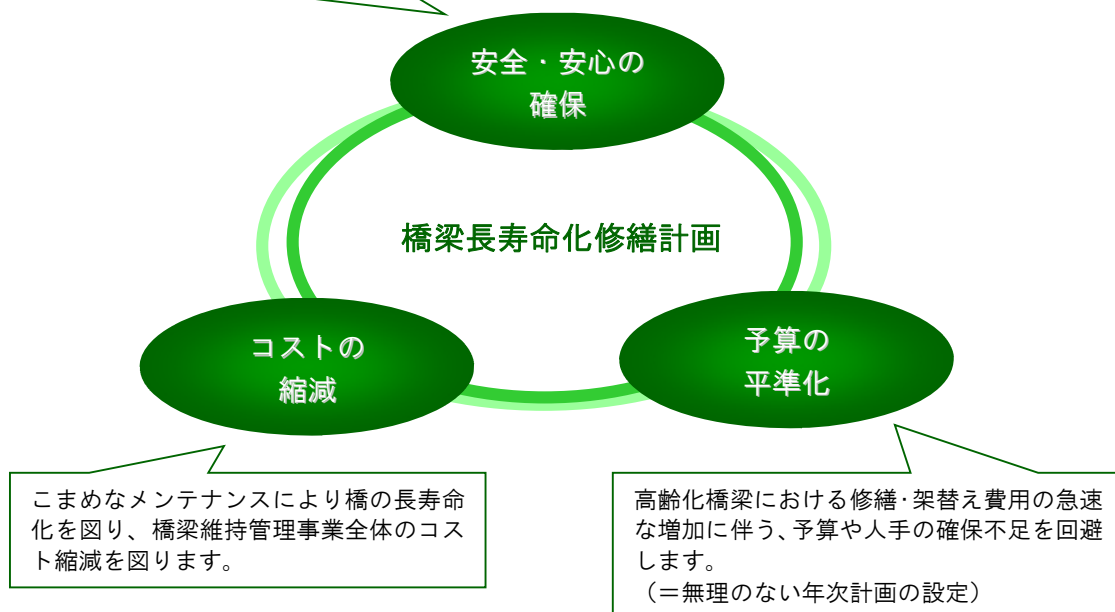 安全・安心の
確保
橋梁長寿命化修繕計画
コストの
縮減
予算の
平準化
こまめなメンテナンスにより橋の長寿命
化を図り、橋梁維持管理事業全体のコス
ト縮減を図ります。
高齢化橋梁における修繕・架替え費用の急速
な増加に伴う、予算や人手の確保不足を回避
します。
（＝無理のない年次計画の設定）